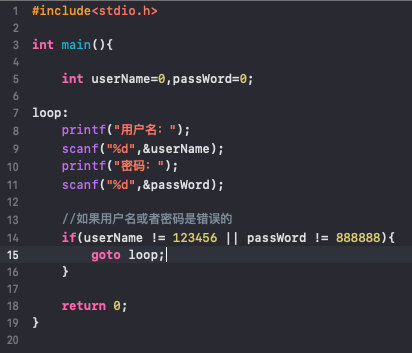 1 #include<stdio.h>
2
3 int main(){
4
5     int userName=0,passWord=0;
6
7 loop:
8     printf("用户名：");
9     scanf("%d",&userName);
10     printf("密码：");
11     scanf("%d",&passWord);
12
13     //如果用户名或者密码是错误的
14     if(userName != 123456 || passWord != 888888){
15         goto loop;
16     }
17
18     return 0;
19 }
20